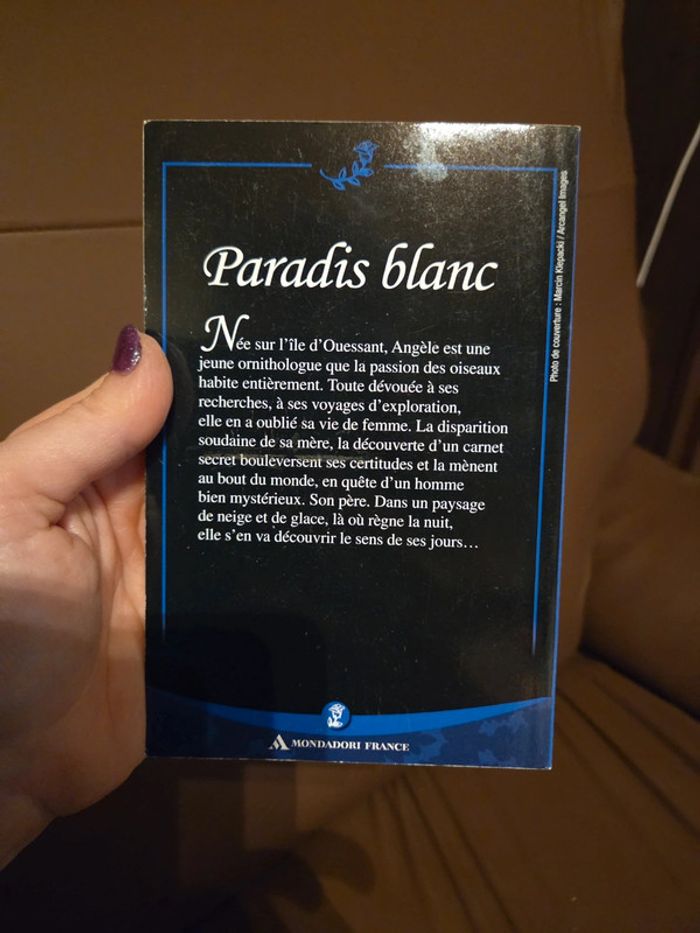 Paradis blanc
Née sur l'île d'Ouessant, Angèle est une
jeune ornithologue que la passion des oiseaux
habite entièrement. Toute dévouée à ses
recherches, à ses voyages d'exploration,
elle en a oublié sa vie de femme. La disparition
soudaine de sa mère, la découverte d'un carnet
secret bouleversent ses certitudes et la mènent
au bout du monde, en quête d'un homme
bien mystérieux. Son père. Dans un paysage
de neige et de glace, là où règne la nuit,
elle s'en va découvrir le sens de ses jours…
Photo de couverture : Marcin Klepacki / Arcangel Images
MONDADORI FRANCE